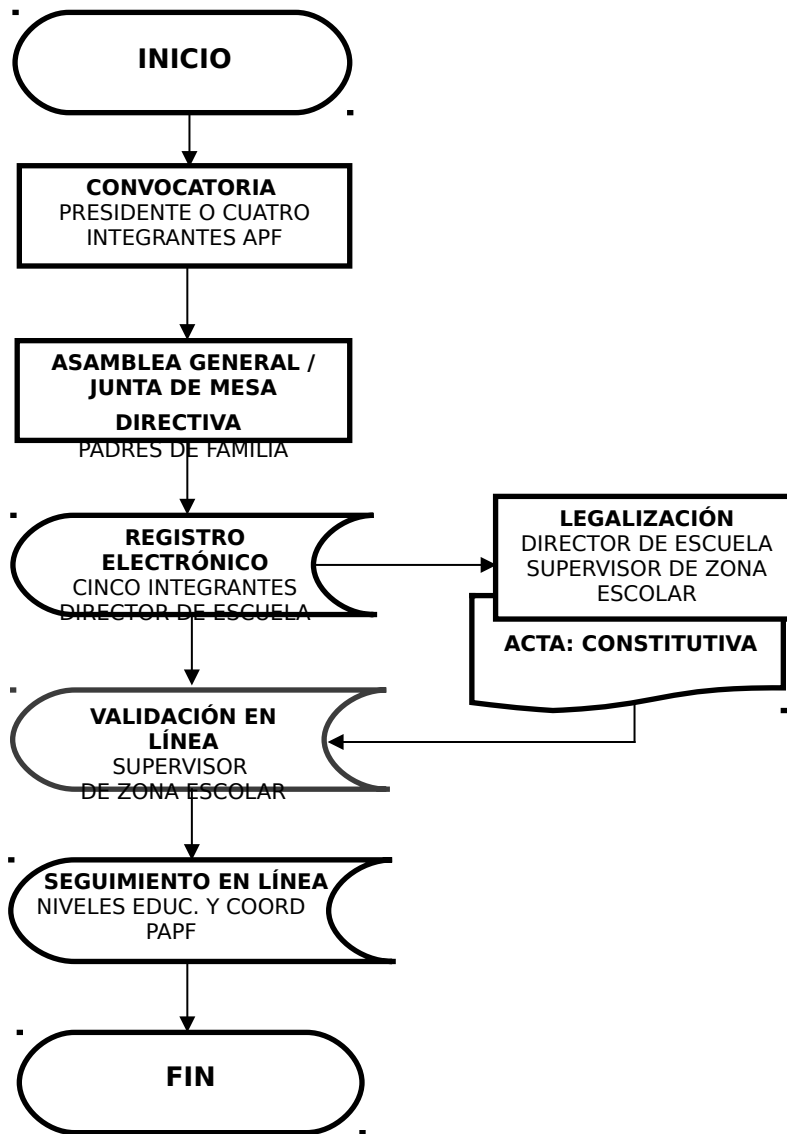 INICIO
CONVOCATORIA
PRESIDENTE O CUATRO
INTEGRANTES APF
ASAMBLEA GENERAL /
JUNTA DE MESA
DIRECTIVA
PADRES DE FAMILIA
REGISTRO
ELECTRÓNICO
CINCO INTEGRANTES
DIRECTOR DE ESCUELA
LEGALIZACIÓN
DIRECTOR DE ESCUELA
SUPERVISOR DE ZONA
ESCOLAR
ACTA: CONSTITUTIVA
VALIDACIÓN EN
LÍNEA
SUPERVISOR
DE ZONA ESCOLAR
SEGUIMIENTO EN LÍNEA
NIVELES EDUC. Y COORD
PAPF
FIN